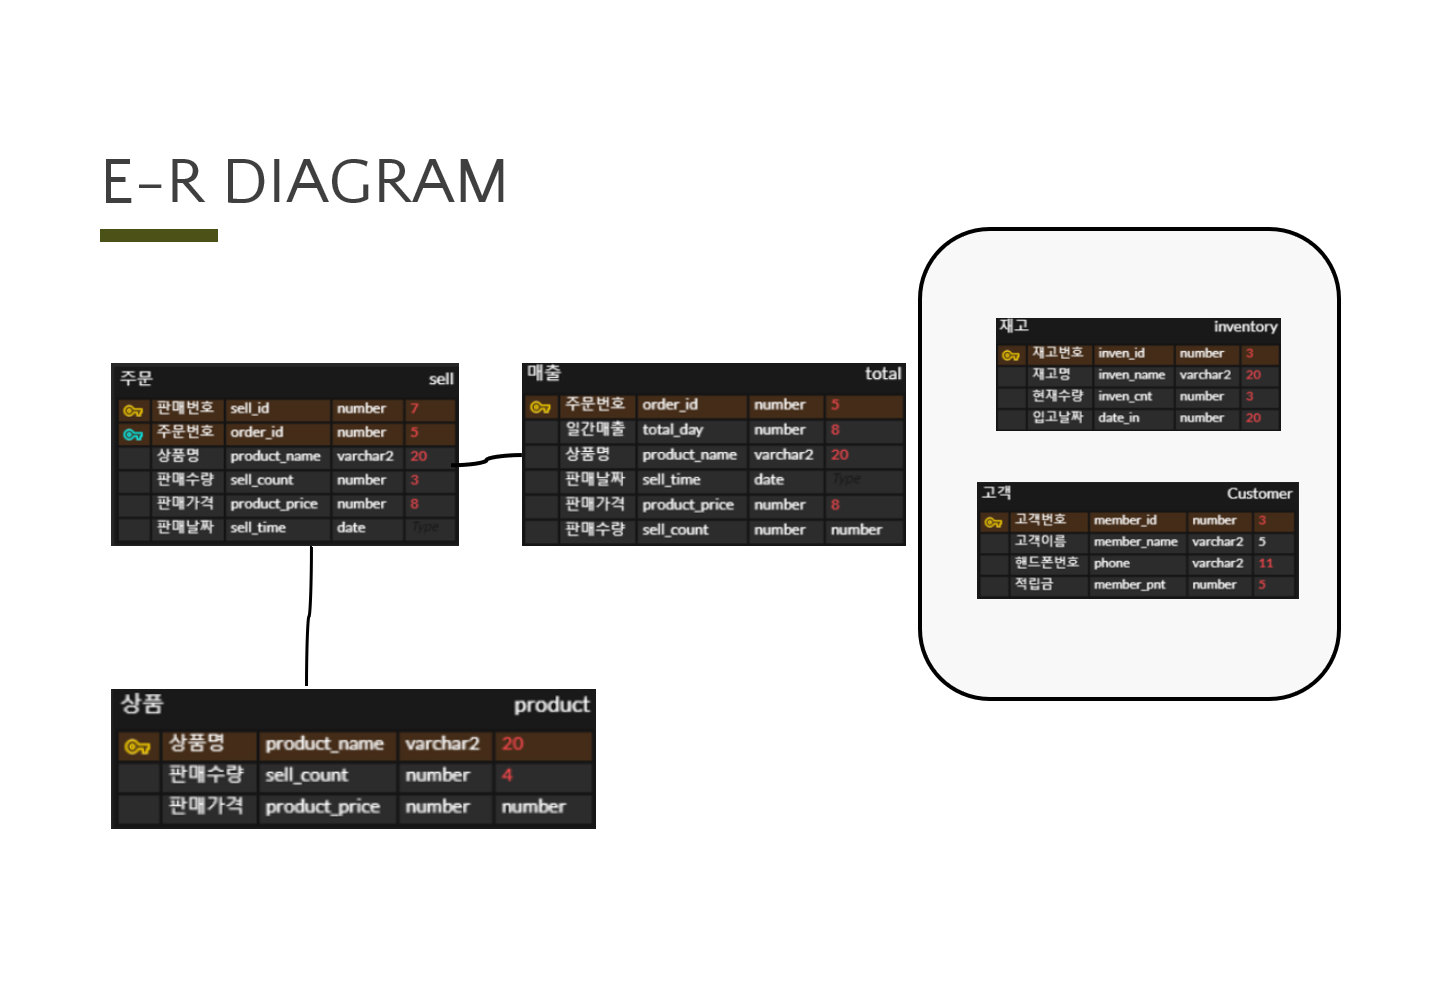 E-R DIAGRAM
주문 sell
판매번호 sell_id number 7
주문번호 order_id number 5
상품명 product_name varchar2 20
판매수량 sell_count number 3
판매가격 product_price number 8
판매날짜 sell_time date Type
매출 total
주문번호 order_id number 5
일간매출 total_day number 8
상품명 product_name varchar2 20
판매날짜 sell_time date Type
판매가격 product_price number 8
판매수량 sell_count number number
재고 inventory
재고번호 inven_id number 3
재고명 inven_name varchar2 20
현재수량 inven_cnt number 3
입고날짜 date_in number 20
고객 Customer
고객번호 member_id number 3
고객이름 member_name varchar2 5
핸드폰번호 phone varchar2 11
적립금 member_pnt number 5
상품 product
상품명 product_name varchar2 20
판매수량 sell_count number 4
판매가격 product_price number number